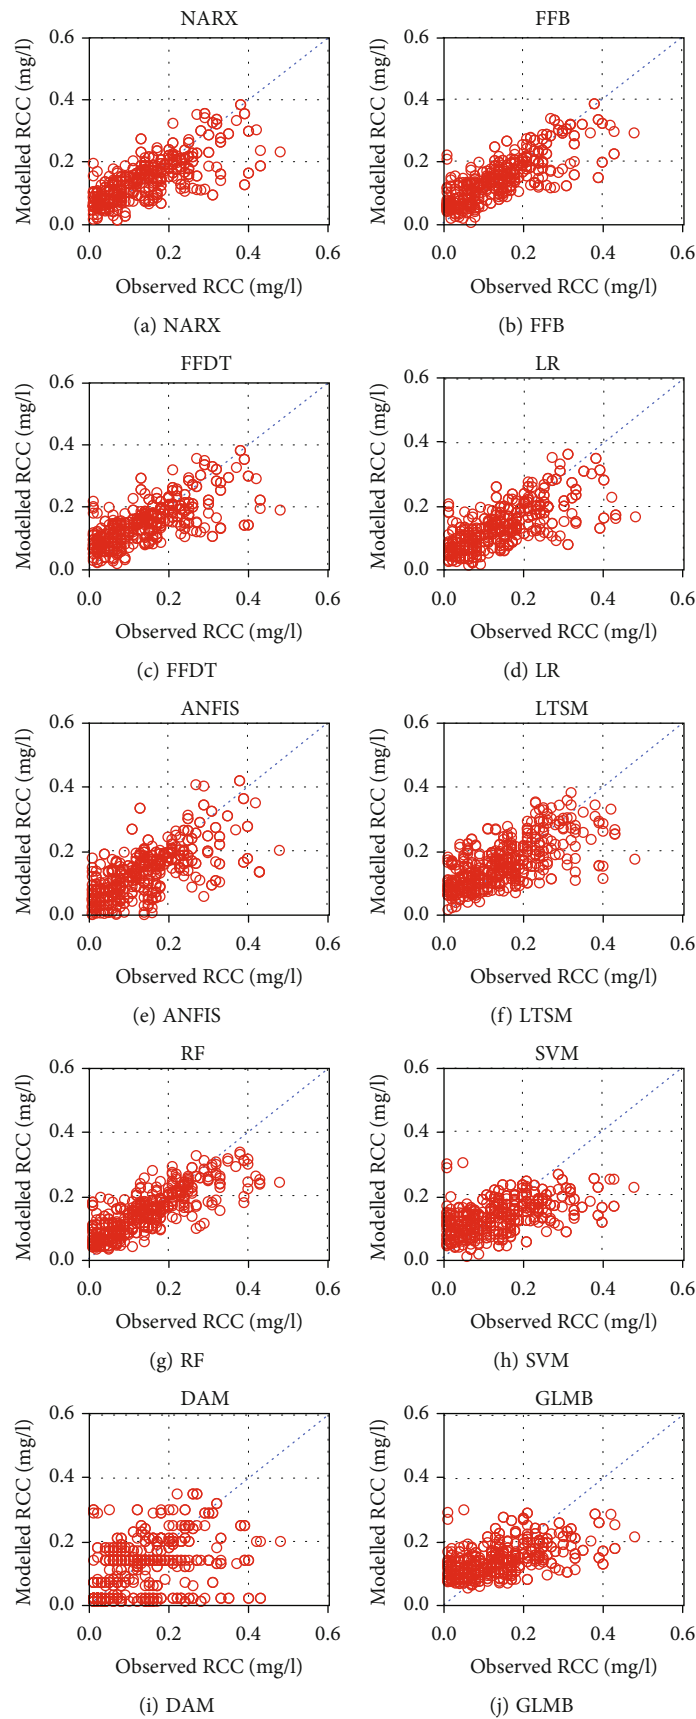 NARX
FFB
0.6
0.4
0.2
0.0
Modelled RCC (mg/l)
0.0 0.2 0.4 0.6
Observed RCC (mg/l)
0.6
0.4
0.2
0.0
Modelled RCC (mg/l)
0.0 0.2 0.4 0.6
Observed RCC (mg/l)
(a) NARX
(b) FFB
FFDT
LR
0.6
0.4
0.2
0.0
Modelled RCC (mg/l)
0.0 0.2 0.4 0.6
Observed RCC (mg/l)
0.6
0.4
0.2
0.0
Modelled RCC (mg/l)
0.0 0.2 0.4 0.6
Observed RCC (mg/l)
(c) FFDT
(d) LR
ANFIS
LTSM
0.6
0.4
0.2
0.0
Modelled RCC (mg/l)
0.0 0.2 0.4 0.6
Observed RCC (mg/l)
0.6
0.4
0.2
0.0
Modelled RCC (mg/l)
0.0 0.2 0.4 0.6
Observed RCC (mg/l)
(e) ANFIS
(f) LTSM
RF
SVM
0.6
0.4
0.2
0.0
Modelled RCC (mg/l)
0.0 0.2 0.4 0.6
Observed RCC (mg/l)
0.6
0.4
0.2
0.0
Modelled RCC (mg/l)
0.0 0.2 0.4 0.6
Observed RCC (mg/l)
(g) RF
(h) SVM
DAM
GLMB
0.6
0.4
0.2
0.0
Modelled RCC (mg/l)
0.0 0.2 0.4 0.6
Observed RCC (mg/l)
0.6
0.4
0.2
0.0
Modelled RCC (mg/l)
0.0 0.2 0.4 0.6
Observed RCC (mg/l)
(i) DAM
(j) GLMB